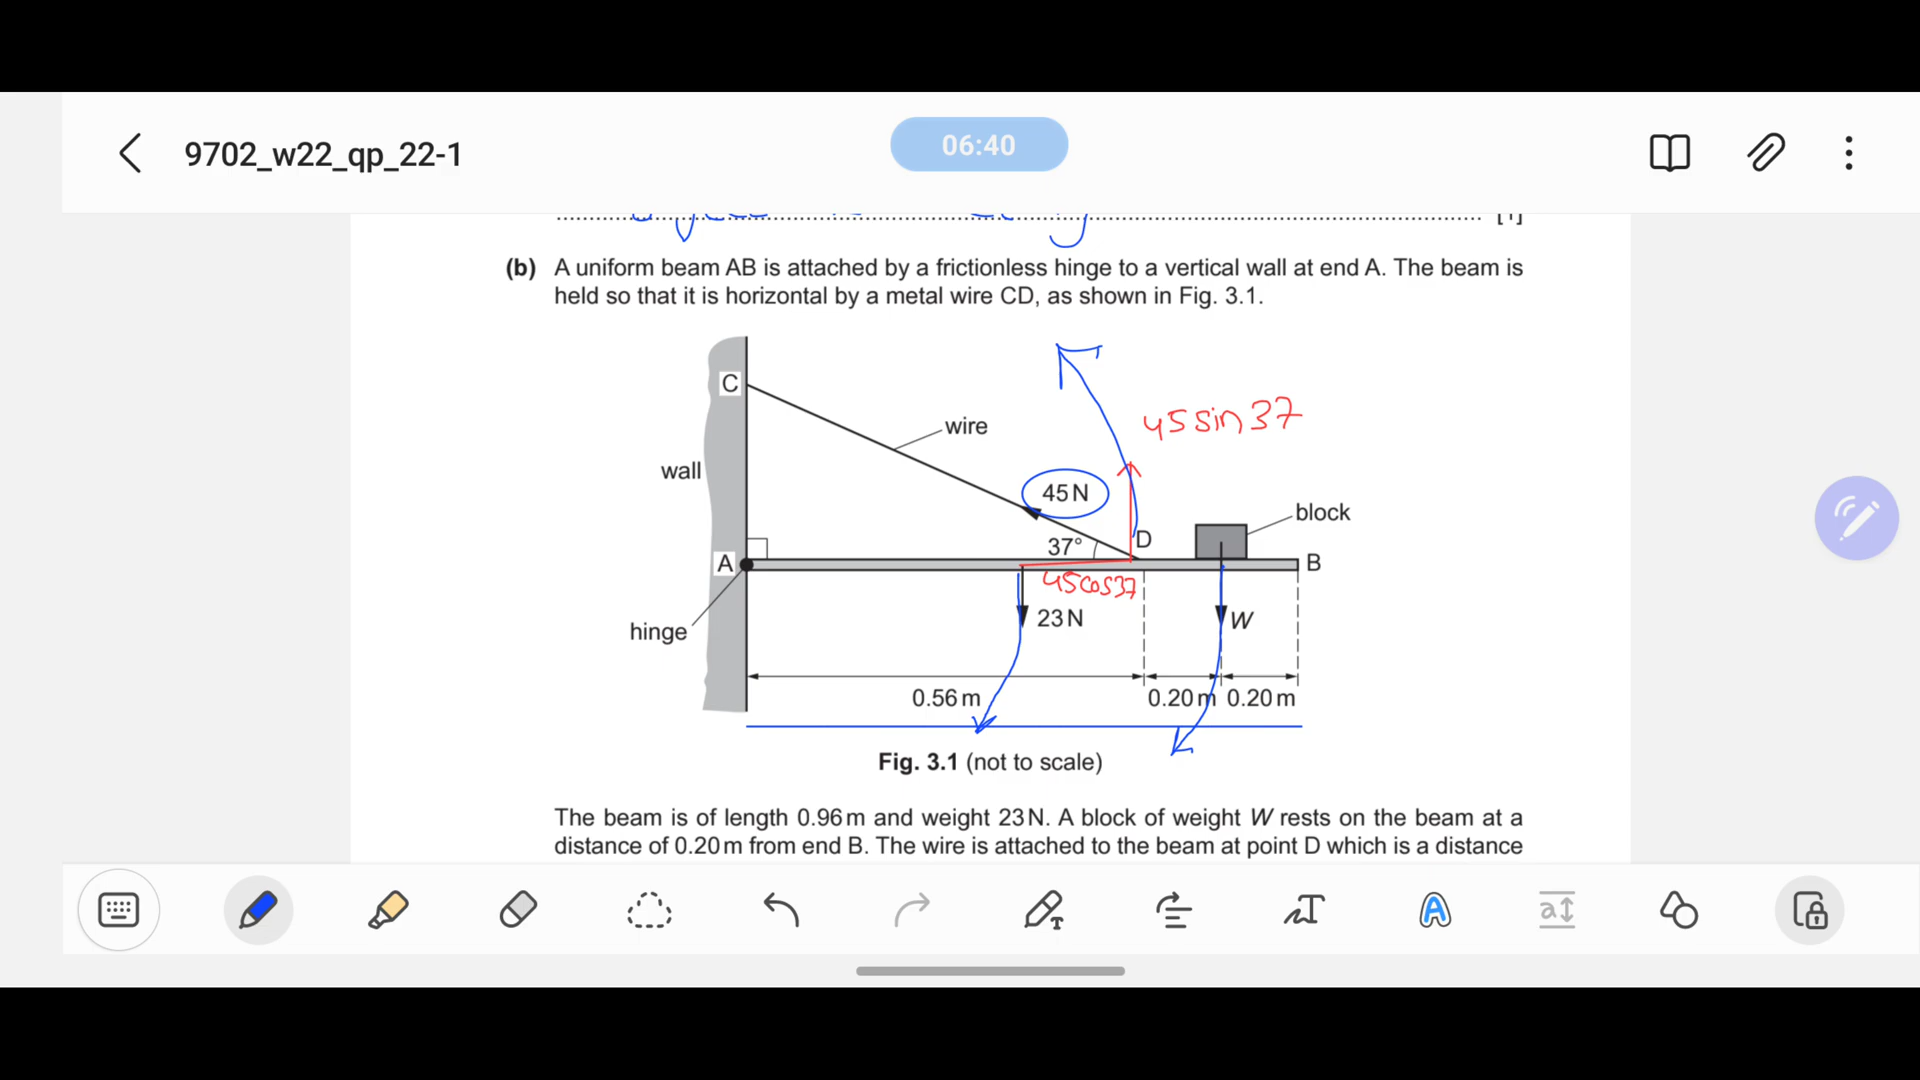 9702_w22_qp_22-1
06:40
[1]
(b) A uniform beam AB is attached by a frictionless hinge to a vertical wall at end A. The beam is
held so that it is horizontal by a metal wire CD, as shown in Fig. 3.1.
C
wire
45 sin 37
wall
45 N
block
37°
D
A
B
45cos37
23 N
W
hinge
0.56 m
0.20 m
0.20 m
Fig. 3.1 (not to scale)
The beam is of length 0.96 m and weight 23 N. A block of weight W rests on the beam at a
distance of 0.20 m from end B. The wire is attached to the beam at point D which is a distance
T
T
A
a